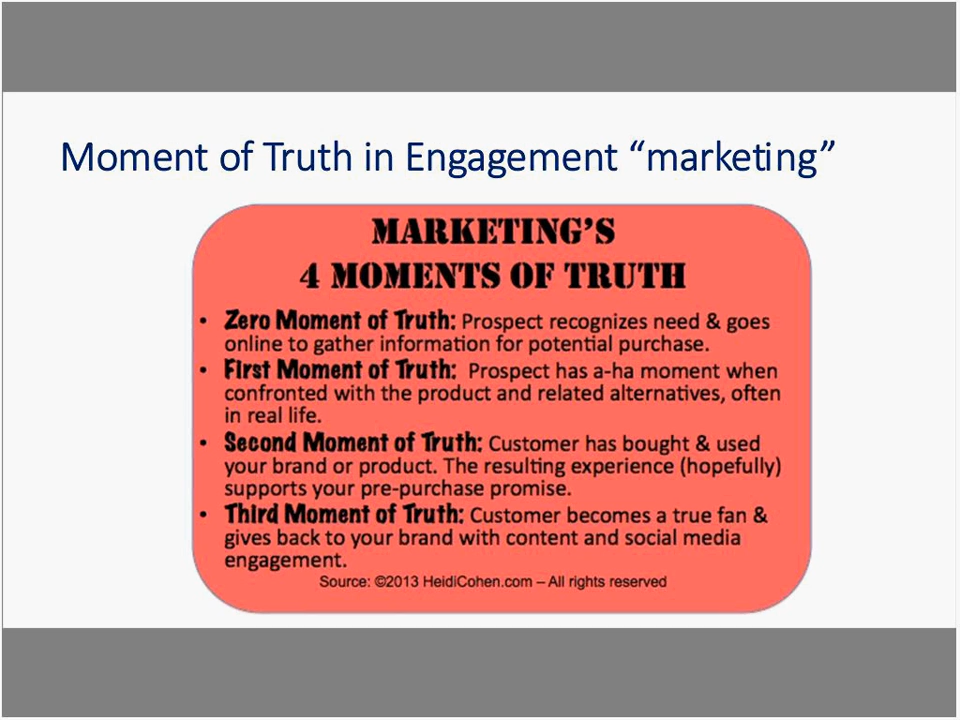 Moment of Truth in Engagement “marketing”
MARKETING’S
4 MOMENTS OF TRUTH
• Zero Moment of Truth: Prospect recognizes need & goes
online to gather information for potential purchase.
• First Moment of Truth: Prospect has a-ha moment when
confronted with the product and related alternatives, often
in real life.
• Second Moment of Truth: Customer has bought & used
your brand or product. The resulting experience (hopefully)
supports your pre-purchase promise.
• Third Moment of Truth: Customer becomes a true fan &
gives back to your brand with content and social media
engagement.
Source: ©2013 HeidiCohen.com – All rights reserved